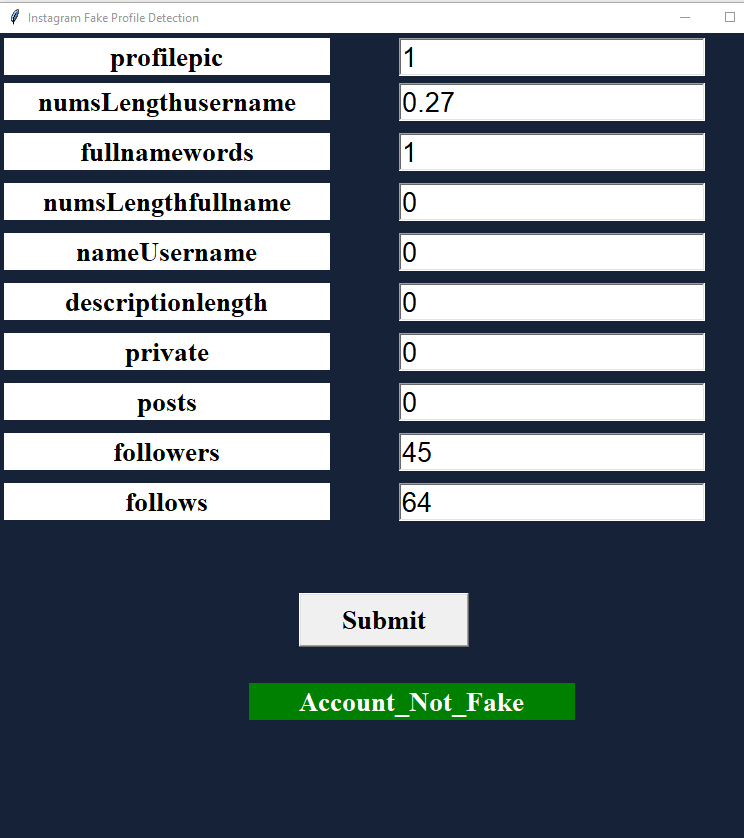 Instagram Fake Profile Detection
profilepic 1
numsLengthusername 0.27
fullnamewords 1
numsLengthfullname 0
nameUsername 0
descriptionlength 0
private 0
posts 0
followers 45
follows 64
Submit
Account_Not_Fake